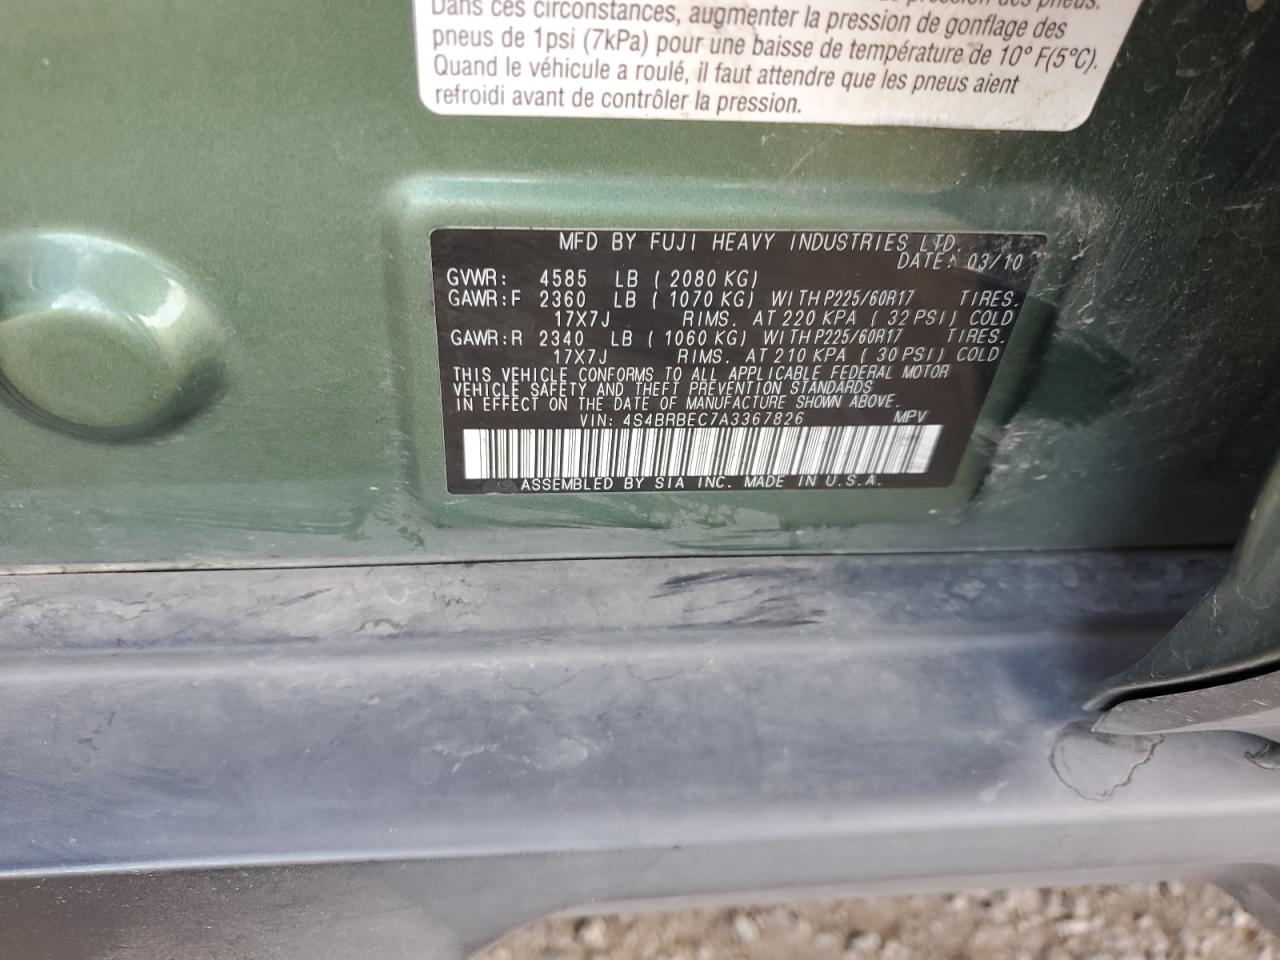 Dans ces circonstances, augmenter la pression de gonflage des
pneus de 1psi (7kPa) pour une baisse de température de 10° F(5°C).
Quand le véhicule a roulé, il faut attendre que les pneus aient
refroidi avant de contrôler la pression.
MFD BY FUJI HEAVY INDUSTRIES LTD.
DATE: 03/10
GVWR: 4585 LB ( 2080 KG)
GAWR:F 2360 LB ( 1070 KG) WITH P225/60R17 TIRES.
17X7J RIMS. AT 220 KPA ( 32 PSI) COLD
GAWR:R 2340 LB ( 1060 KG) WITH P225/60R17 TIRES.
17X7J RIMS. AT 210 KPA ( 30 PSI) COLD
THIS VEHICLE CONFORMS TO ALL APPLICABLE FEDERAL MOTOR
VEHICLE SAFETY AND THEFT PREVENTION STANDARDS
IN EFFECT ON THE DATE OF MANUFACTURE SHOWN ABOVE.
VIN: 4S4BRBEC7A3367826 MPV
ASSEMBLED BY SIA INC. MADE IN U.S.A.